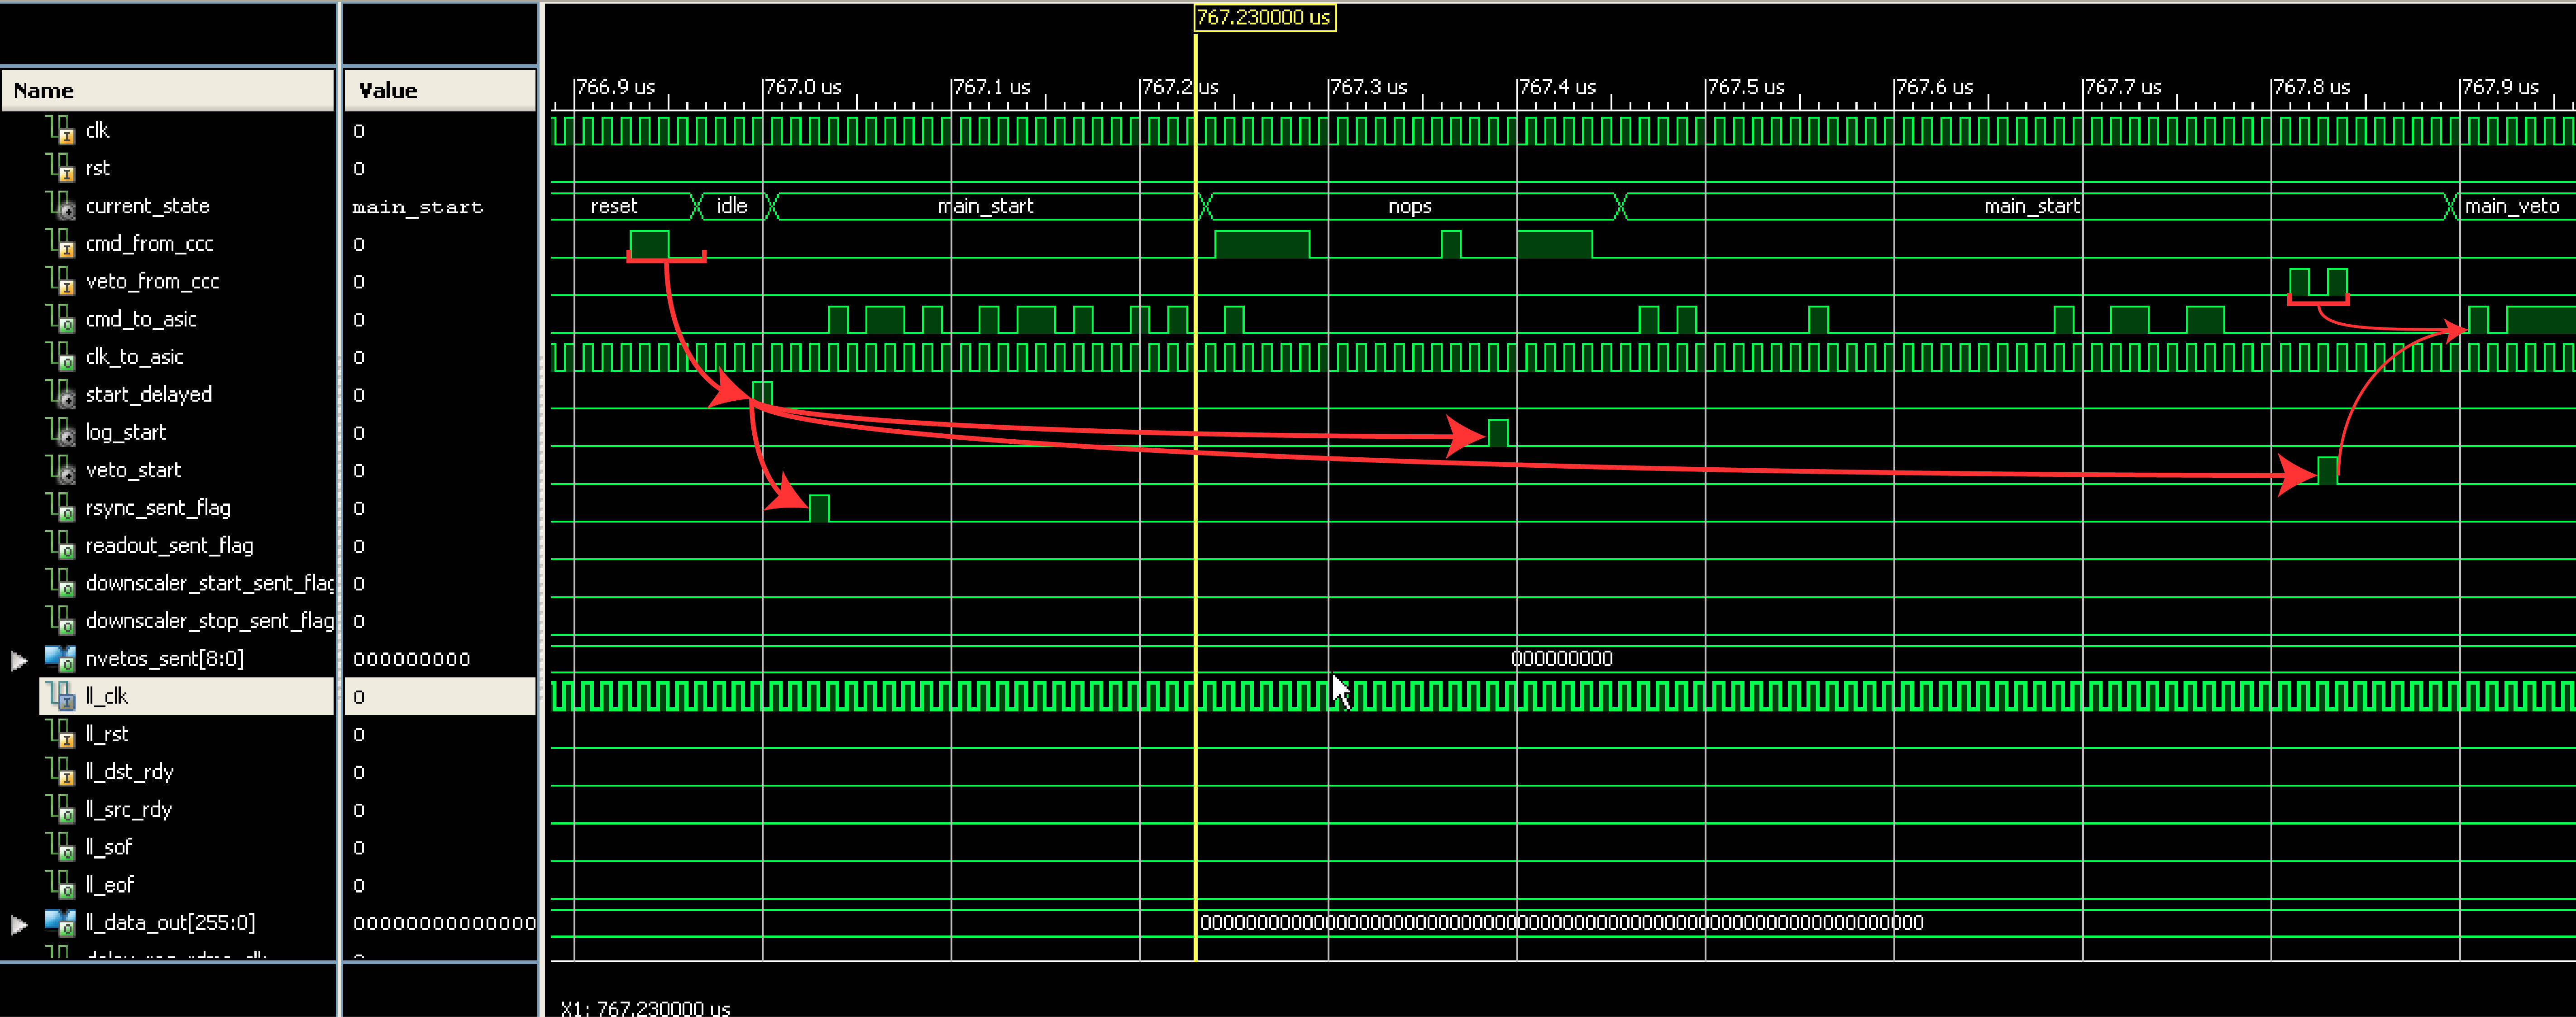 767.230000 us
Name Value
766.9 us 767.0 us 767.1 us 767.2 us 767.3 us 767.4 us 767.5 us 767.6 us 767.7 us 767.8 us 767.9 us
clk 0
rst 0
current_state main_start reset idle main_start nops main_start main_veto
cmd_from_ccc 0
veto_from_ccc 0
cmd_to_asic 0
clk_to_asic 0
start_delayed 0
log_start 0
veto_start 0
rsync_sent_flag 0
readout_sent_flag 0
downscaler_start_sent_flag 0
downscaler_stop_sent_flag 0
nvetos_sent[8:0] 000000000 000000000
ll_clk 0
ll_rst 0
ll_dst_rdy 0
ll_src_rdy 0
ll_sof 0
ll_eof 0
ll_data_out[255:0] 0000000000000000 0000000000000000000000000000000000000000000000000000000000000000
X1: 767.230000 us